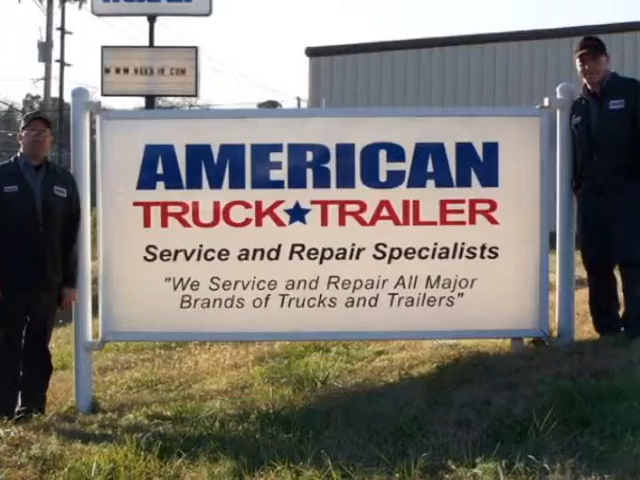 AMERICAN
TRUCK★TRAILER
Service and Repair Specialists
"We Service and Repair All Major
Brands of Trucks and Trailers"